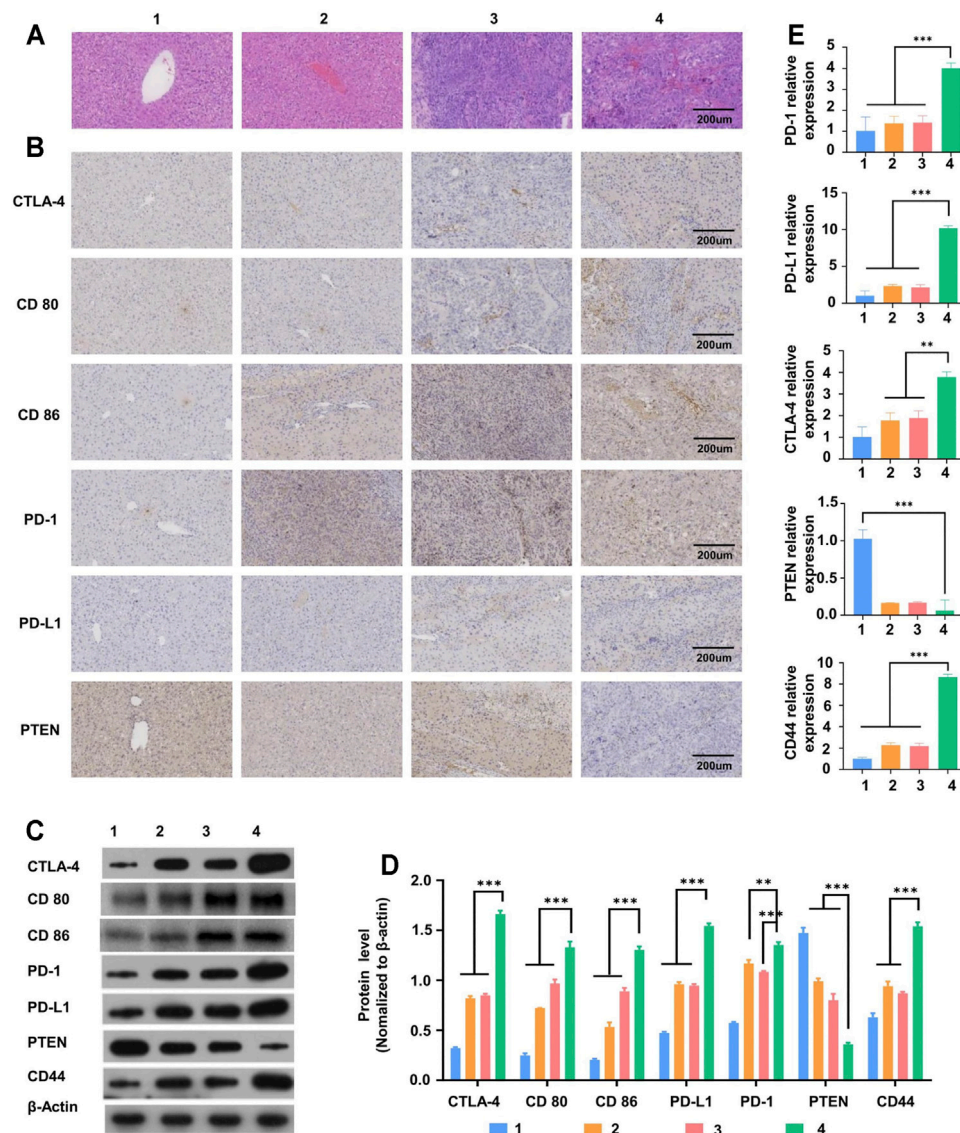 A
1 2 3 4
200um 200um
B
CTLA-4
200um
CD 80
200um
CD 86
200um
PD-1
200um
PD-L1
200um
PTEN
200um
C
1 2 3 4
CTLA-4
CD 80
CD 86
PD-1
PD-L1
PTEN
CD44
β-Actin
D
Protein level
(Nomalized to β-actin)
2.0
1.5
1.0
0.5
0.0
*** *** *** *** ** *** *** ***
CTLA-4 CD 80 CD 86 PD-L1 PD-1 PTEN CD44
1 2 3 4
E
PD-1 relative
expression
5
4
3
2
1
0
***
1 2 3 4
PD-L1 relative
expression
15
10
5
0
***
1 2 3 4
CTLA-4 relative
expression
5
4
3
2
1
0
**
1 2 3 4
PTEN relative
expression
1.5
1.0
0.5
0.0
***
1 2 3 4
CD44 relative
expression
10
8
6
4
2
0
***
1 2 3 4